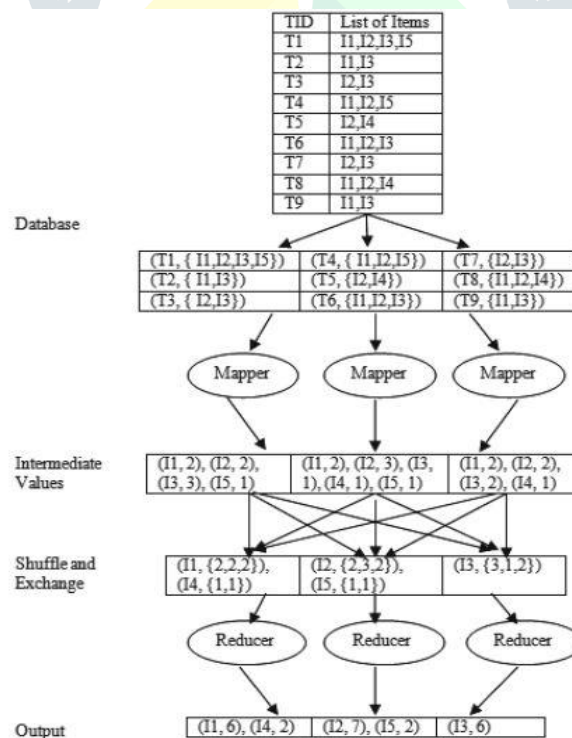 TID List of Items
T1 I1,I2,I3,I5
T2 I1,I3
T3 I2,I3
T4 I1,I2,I5
T5 I2,I4
T6 I1,I2,I3
T7 I2,I3
T8 I1,I2,I4
T9 I1,I3
Database
(T1, { I1,I2,I3,I5}) (T4, { I1,I2,I5}) (T7, {I2,I3})
(T2, {I1,I3}) (T5, {I2,I4}) (T8, {I1,I2,I4})
(T3, { I2,I3}) (T6, {I1,I2,I3}) (T9, {I1,I3})
Mapper Mapper Mapper
Intermediate
Values
(I1, 2), (I2, 2), (I1, 2), (I2, 3), (I3, (I1, 2), (I2, 2),
(I3, 3), (I5, 1) 1), (I4, 1), (I5, 1) (I3, 2), (I4, 1)
Shuffle and
Exchange
(I1, {2,2,2}), (I2, {2,3,2}), (I3, {3,1,2})
(I4, {1,1}) (I5, {1,1})
Reducer Reducer Reducer
Output (I1, 6), (I4, 2) (I2, 7), (I5, 2) (I3, 6)